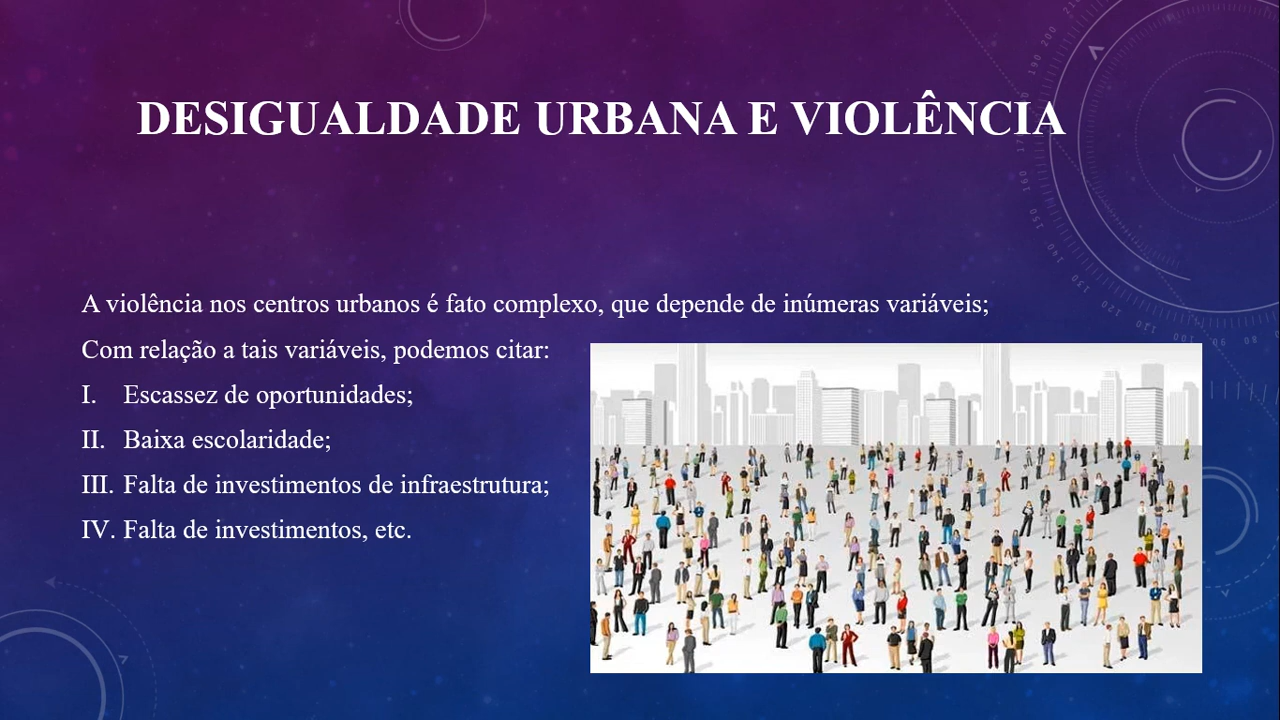 DESIGUALDADE URBANA E VIOLÊNCIA
A violência nos centros urbanos é fato complexo, que depende de inúmeras variáveis;
Com relação a tais variáveis, podemos citar:
I. Escassez de oportunidades;
II. Baixa escolaridade;
III. Falta de investimentos de infraestrutura;
IV. Falta de investimentos, etc.